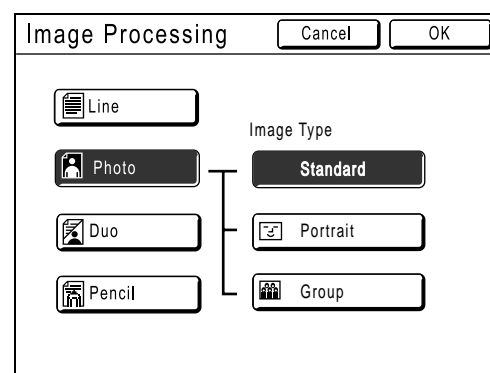 Image Processing
Cancel
OK
Line
Image Type
Photo
Standard
Duo
Portrait
Pencil
Group